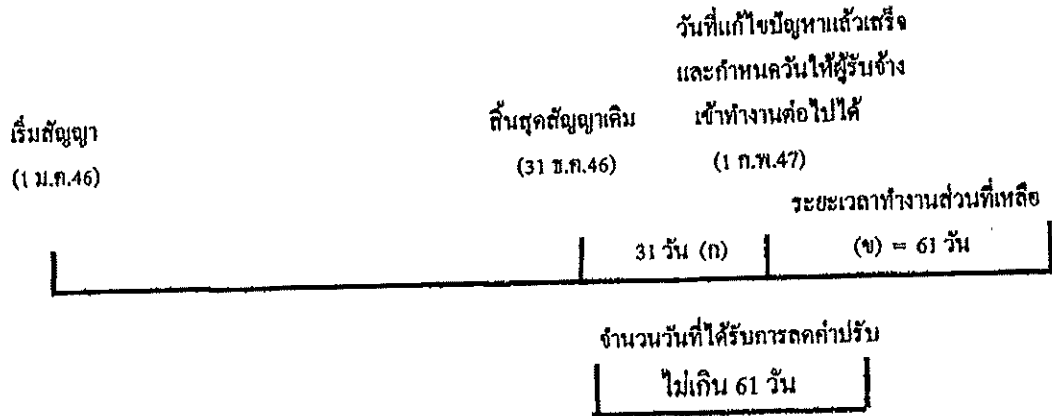 วันที่แก้ไขปัญหาแล้วเสร็จ
และกำหนดวันให้ผู้รับจ้าง
เริ่มสัญญา
สิ้นสุดสัญญาเดิม
เข้าทำงานต่อไปได้
(1 ม.ค.46)
(31 ธ.ค.46)
(1 ก.พ.47)
ระยะเวลาทำงานส่วนที่เหลือ
31 วัน (ก)
(ข) = 61 วัน
จำนวนวันที่ได้รับการลดค่าปรับ
ไม่เกิน 61 วัน